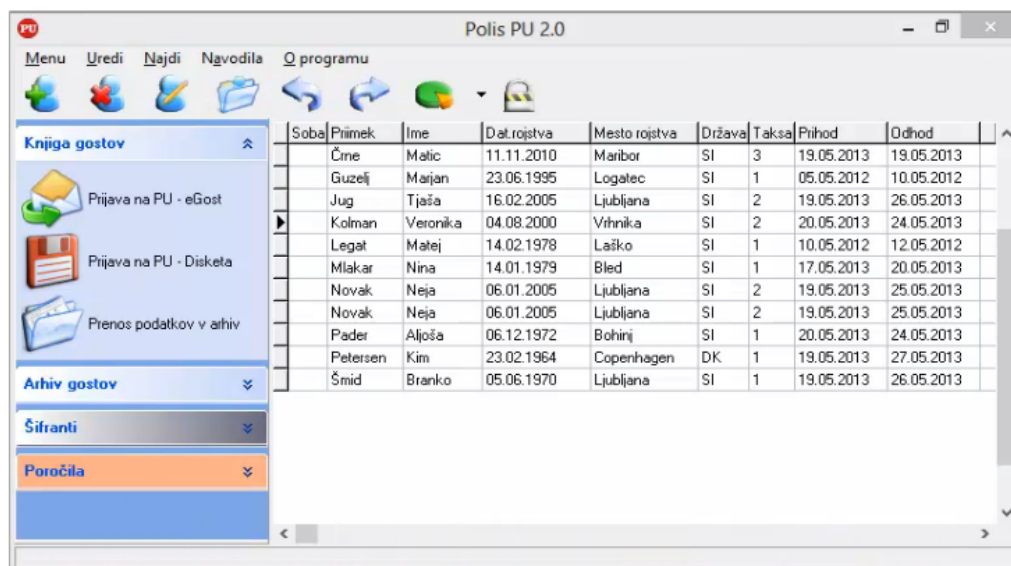 PU Polis PU 2.0
Menu Uredi Najdi Navodila O programu
Knjiga gostov
Prijava na PU - eGost
Prijava na PU - Disketa
Prenos podatkov v arhiv
Arhiv gostov
Šifranti
Poročila
Soba Priimek Ime Dat.rojstva Mesto rojstva Država Taksa Prihod Odhod
Črne Matic 11.11.2010 Maribor SI 3 19.05.2013 19.05.2013
Guzelj Marjan 23.06.1995 Logatec SI 1 05.05.2012 10.05.2012
Jug Tjaša 16.02.2005 Ljubljana SI 2 19.05.2013 26.05.2013
Kolman Veronika 04.08.2000 Vrhnika SI 2 20.05.2013 24.05.2013
Legat Matej 14.02.1978 Laško SI 1 10.05.2012 12.05.2012
Mlakar Nina 14.01.1979 Bled SI 1 17.05.2013 20.05.2013
Novak Neja 06.01.2005 Ljubljana SI 2 19.05.2013 25.05.2013
Novak Neja 06.01.2005 Ljubljana SI 2 19.05.2013 25.05.2013
Pader Aljoša 06.12.1972 Bohinj SI 1 20.05.2013 24.05.2013
Petersen Kim 23.02.1964 Copenhagen DK 1 19.05.2013 27.05.2013
Šmid Branko 05.06.1970 Ljubljana SI 1 19.05.2013 26.05.2013